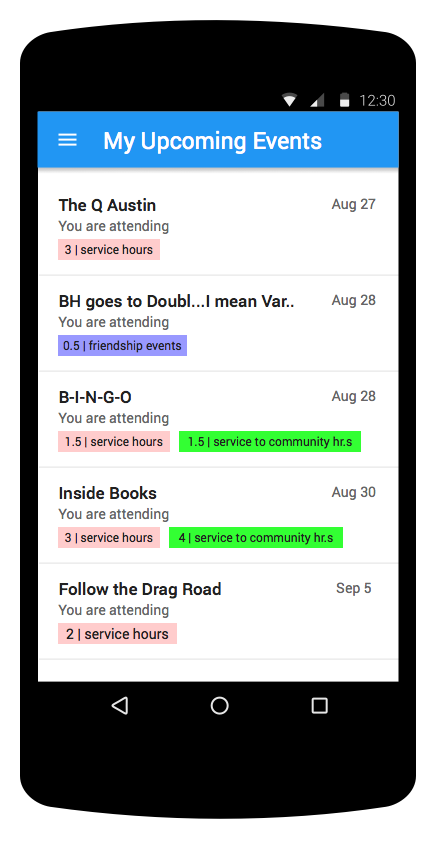 12:30
My Upcoming Events
The Q Austin Aug 27
You are attending
3 | service hours
BH goes to Doubl...I mean Var.. Aug 28
You are attending
0.5 | friendship events
B-I-N-G-O Aug 28
You are attending
1.5 | service hours 1.5 | service to community hr.s
Inside Books Aug 30
You are attending
3 | service hours 4 | service to community hr.s
Follow the Drag Road Sep 5
You are attending
2 | service hours